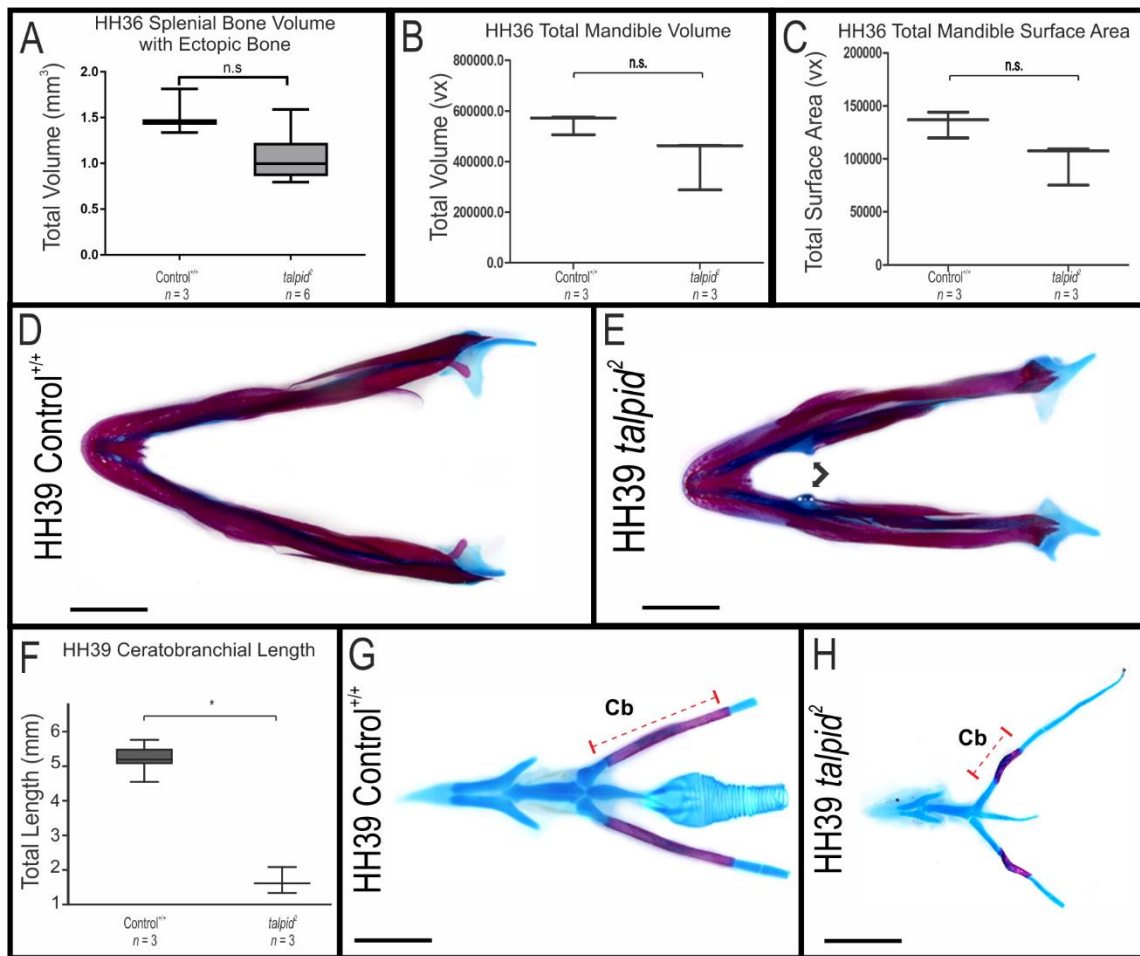 A
HH36 Splenial Bone Volume
with Ectopic Bone
n.s
Total Volume (mm³)
2.0
1.5
1.0
0.5
0.0
Control⁺/⁺
n = 3
talpid²
n = 6
B
HH36 Total Mandible Volume
n.s.
Total Volume (vx)
800000.0
600000.0
400000.0
200000.0
0.0
Control⁺/⁺
n = 3
talpid²
n = 3
C
HH36 Total Mandible Surface Area
n.s.
Total Surface Area (vx)
200000
150000
100000
50000
0
Control⁺/⁺
n = 3
talpid²
n = 3
D
HH39 Control⁺/⁺
E
HH39 talpid²
F
HH39 Ceratobranchial Length
*
Total Length (mm)
6
5
4
3
2
1
Control⁺/⁺
n = 3
talpid²
n = 3
G
HH39 Control⁺/⁺
Cb
H
HH39 talpid²
Cb